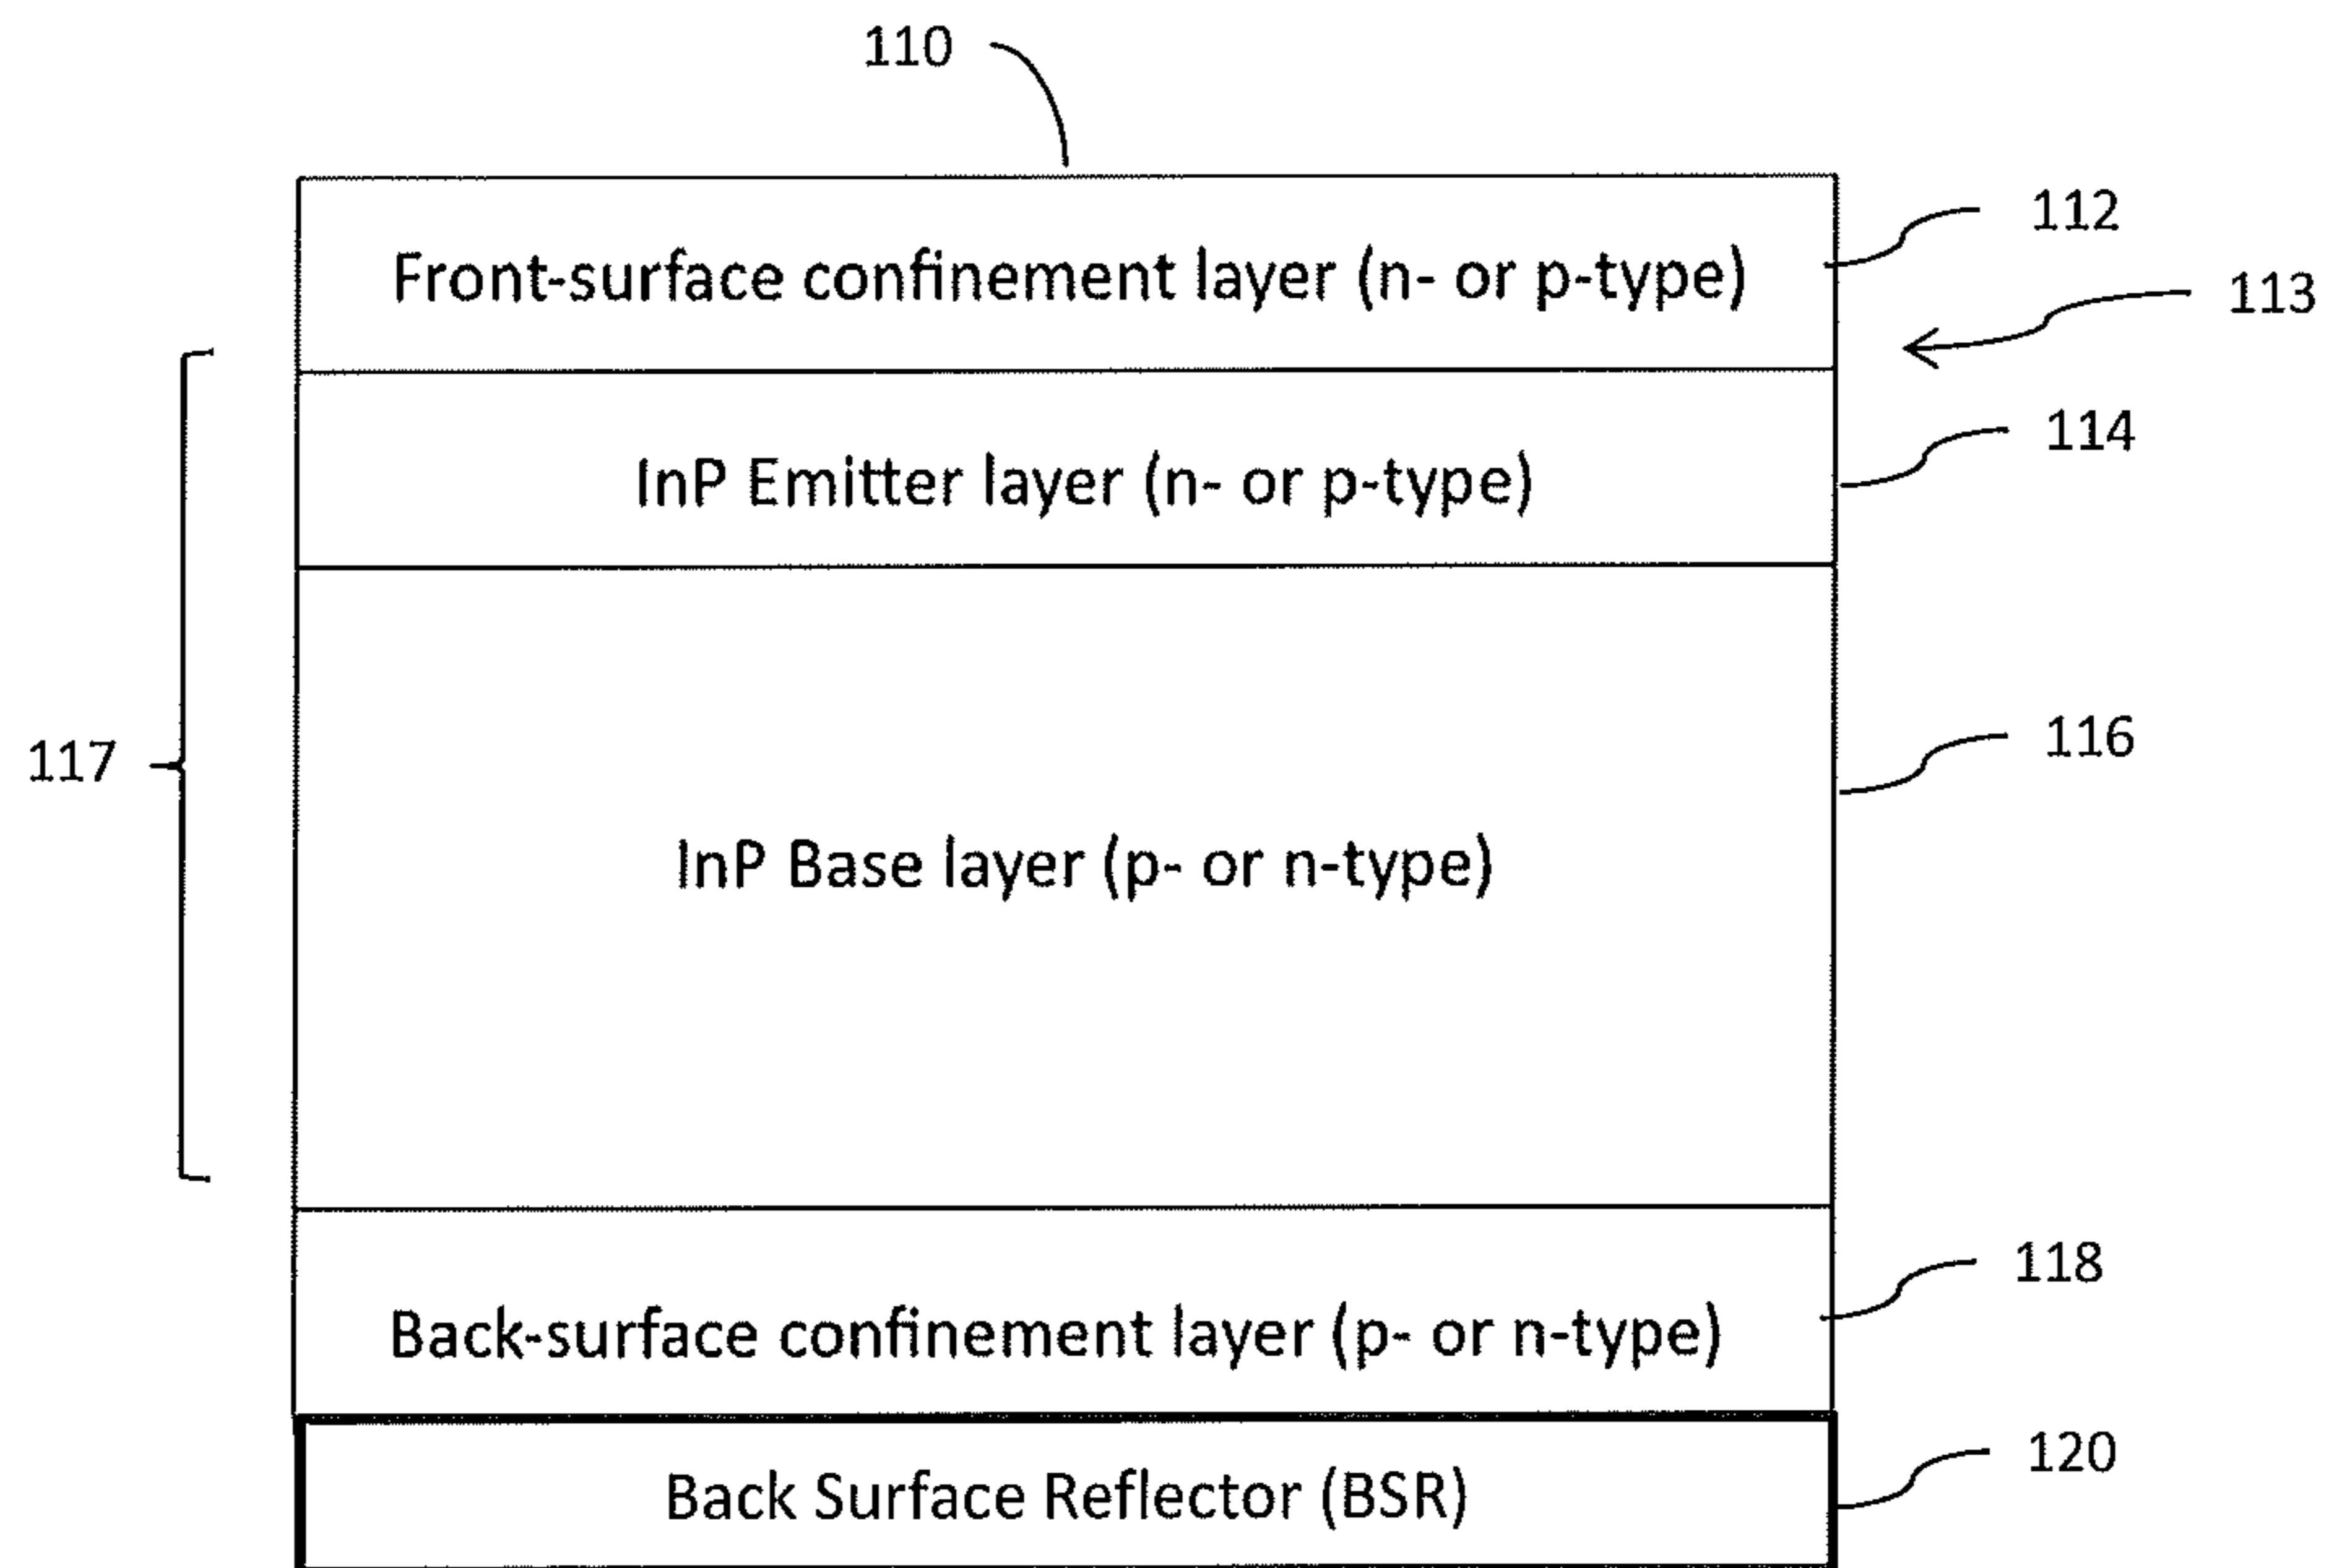 110
112
Front-surface confinement layer (n- or p-type)
113
114
InP Emitter layer (n- or p-type)
117
116
InP Base layer (p- or n-type)
118
Back-surface confinement layer (p- or n-type)
120
Back Surface Reflector (BSR)